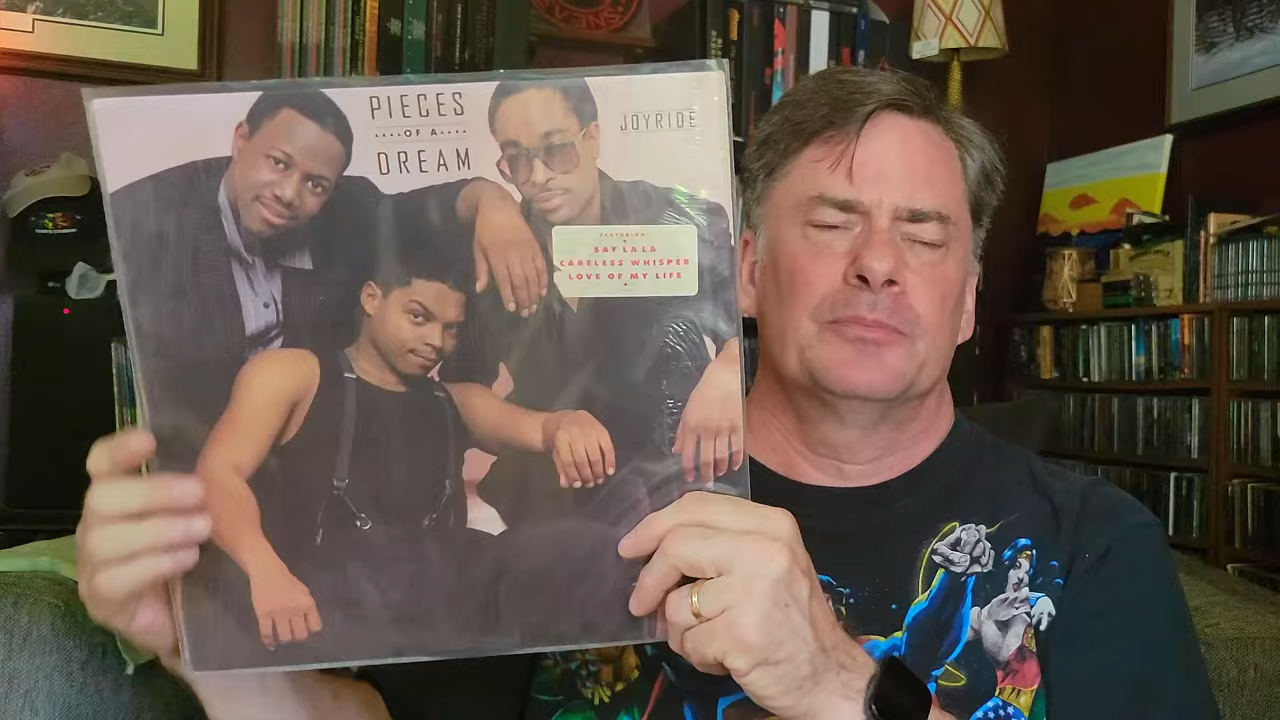 PIECES
OF A
DREAM
JOYRIDE
FEATURING:
SAY LA LA
CARELESS WHISPER
LOVE OF MY LIFE